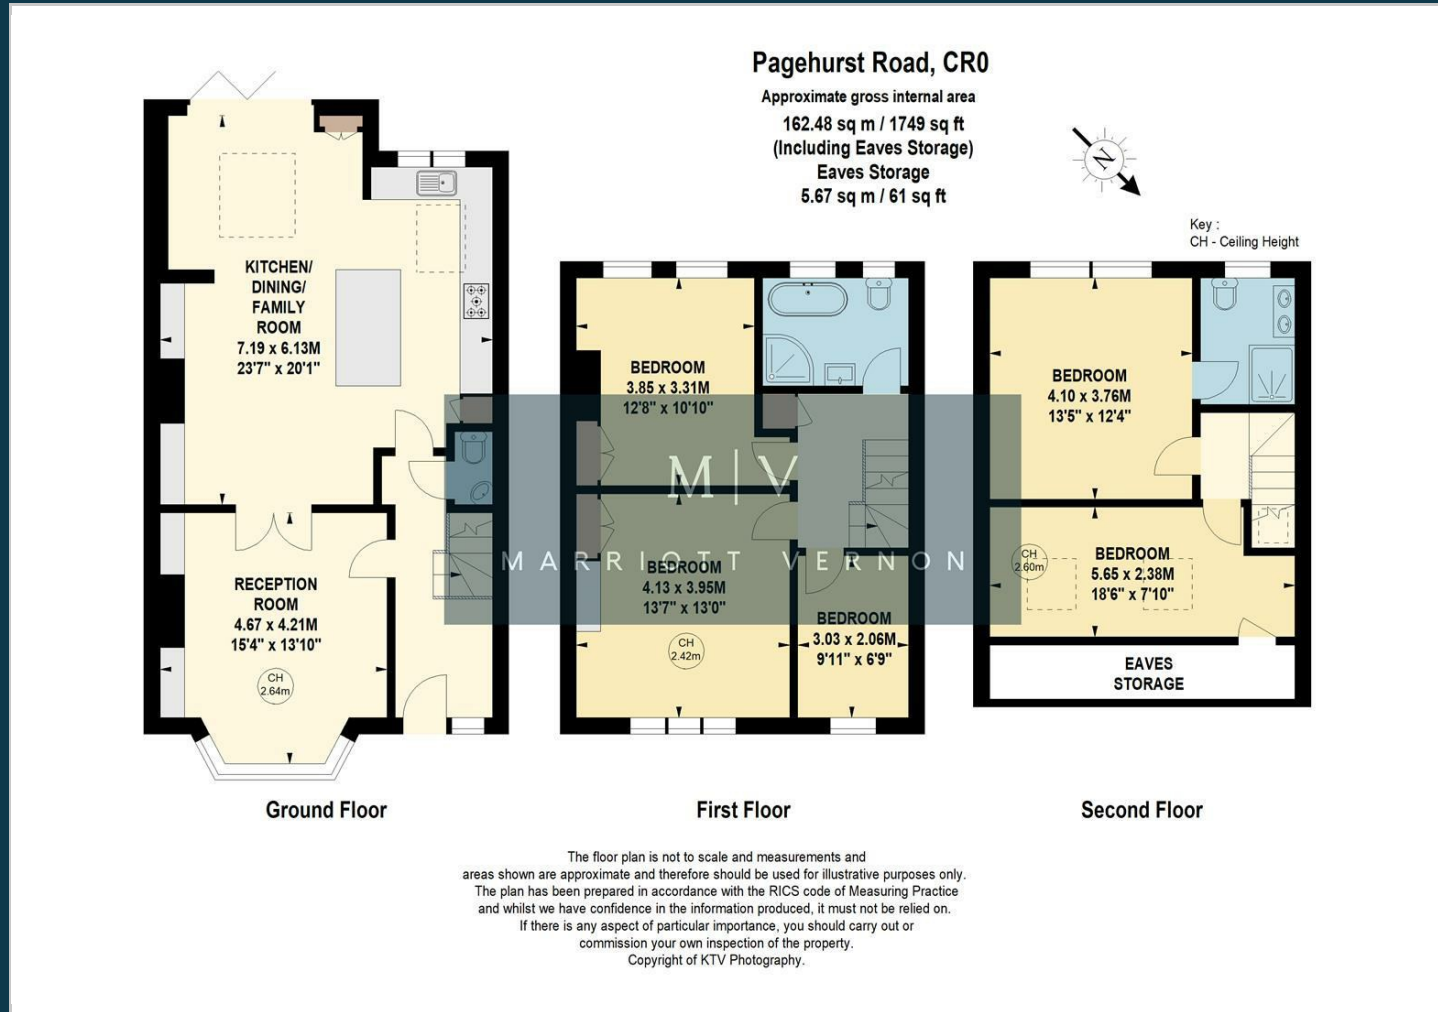 Pagehurst Road, CR0
Approximate gross internal area
162.48 sq m / 1749 sq ft
(Including Eaves Storage)
Eaves Storage
5.67 sq m / 61 sq ft
N
Key :
CH - Ceiling Height
KITCHEN/
DINING/
FAMILY
ROOM
7.19 x 6.13M
23'7" x 20'1"
RECEPTION
ROOM
4.67 x 4.21M
15'4" x 13'10"
CH
2.64m
Ground Floor
BEDROOM
3.85 x 3.31M
12'8" x 10'10"
M | V
MARRIOTT VERNON
BEDROOM
4.13 x 3.95M
13'7" x 13'0"
CH
2.42m
BEDROOM
3.03 x 2.06M
9'11" x 6'9"
First Floor
BEDROOM
4.10 x 3.76M
13'5" x 12'4"
CH
2.60m
BEDROOM
5.65 x 2.38M
18'6" x 7'10"
EAVES
STORAGE
Second Floor
The floor plan is not to scale and measurements and
areas shown are approximate and therefore should be used for illustrative purposes only.
The plan has been prepared in accordance with the RICS code of Measuring Practice
and whilst we have confidence in the information produced, it must not be relied on.
If there is any aspect of particular importance, you should carry out or
commission your own inspection of the property.
Copyright of KTV Photography.